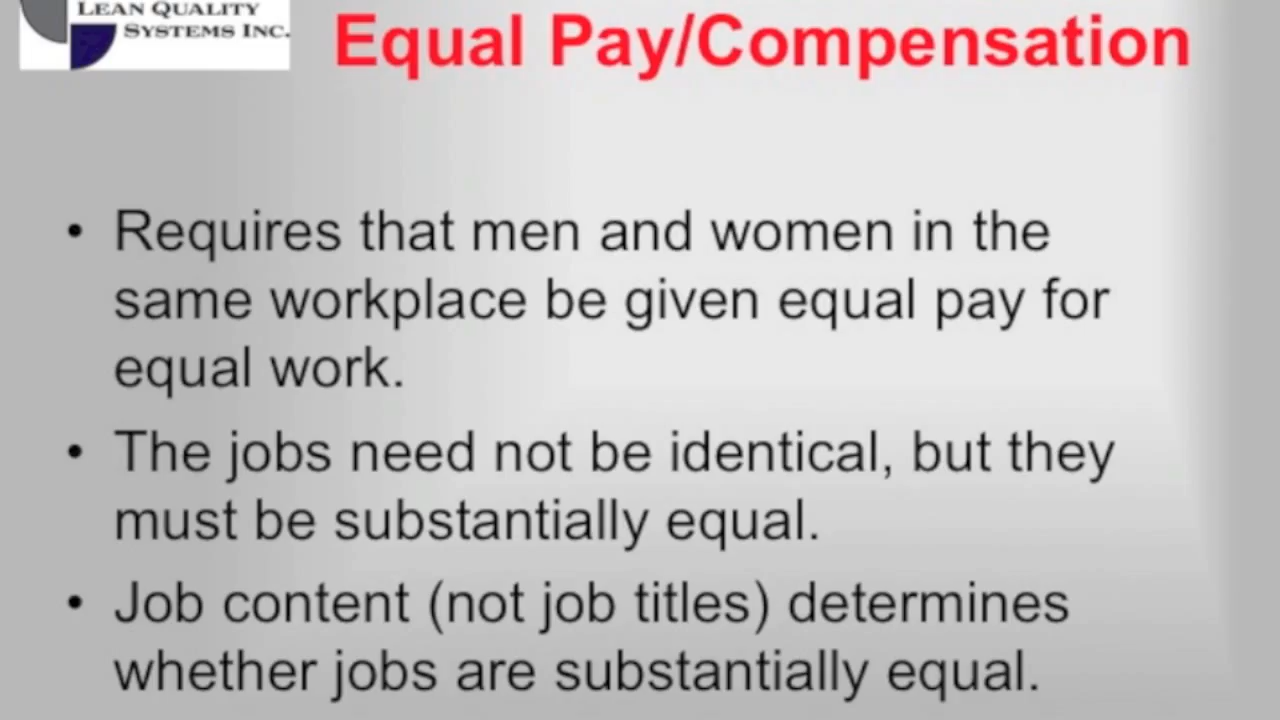 LEAN QUALITY
SYSTEMS INC.
Equal Pay/Compensation
• Requires that men and women in the
same workplace be given equal pay for
equal work.
• The jobs need not be identical, but they
must be substantially equal.
• Job content (not job titles) determines
whether jobs are substantially equal.